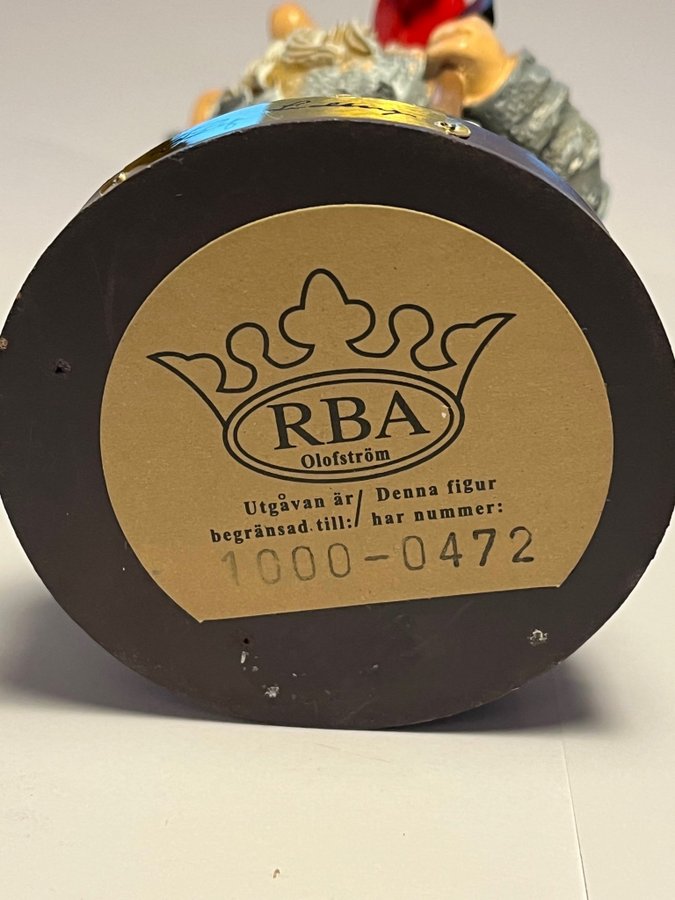 RBA
Olofström
Utgåvan är / Denna figur
begränsad till: / har nummer:
1000-0472